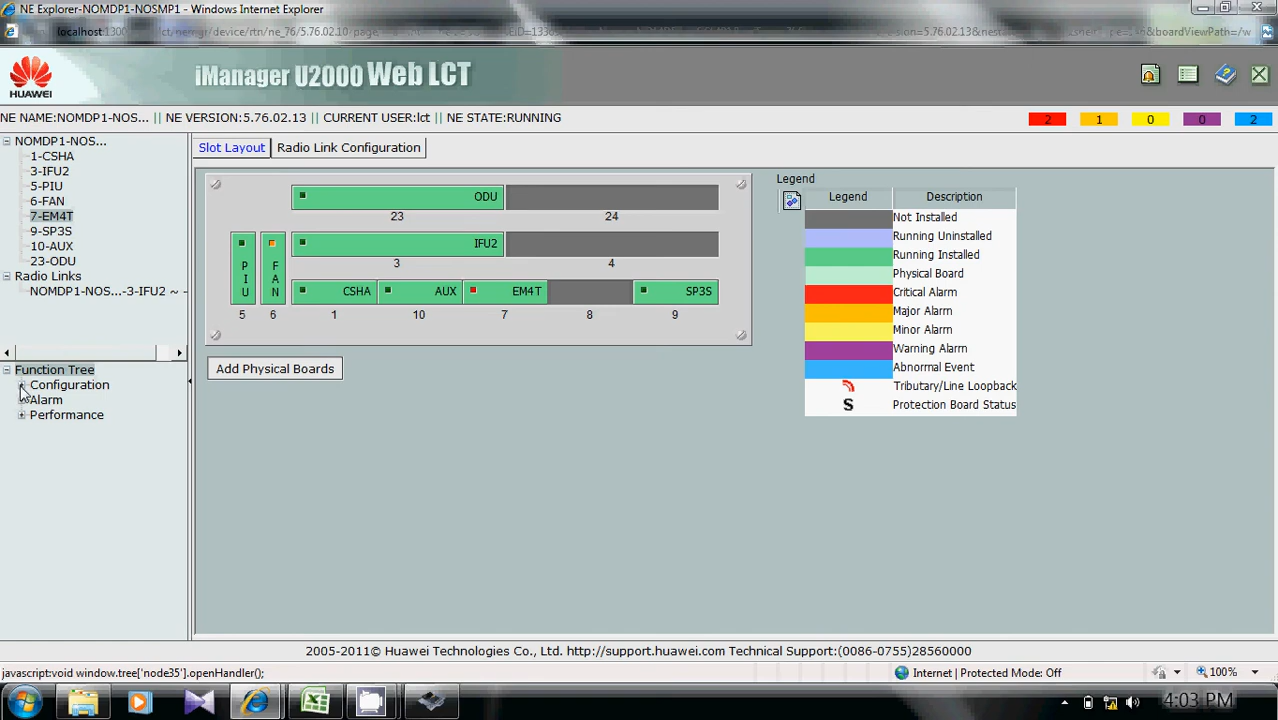 NE Explorer-NOMDP1-NOSMP1 - Windows Internet Explorer
HUAWEI
iManager U2000 Web LCT
NE NAME:NOMDP1-NOS... || NE VERSION:5.76.02.13 || CURRENT USER:lct || NE STATE:RUNNING
2 1 0 0 2
NOMDP1-NOS...
1-CSHA
3-IFU2
5-PIU
6-FAN
7-EM4T
9-SP3S
10-AUX
23-ODU
Radio Links
NOMDP1-NOS...-3-IFU2 ~ -
Function Tree
Configuration
Alarm
Performance
Slot Layout
Radio Link Configuration
ODU
23 24
IFU2
3 4
PIU
FAN
CSHA AUX EM4T SP3S
5 6 1 10 7 8 9
Add Physical Boards
Legend
Legend Description
Not Installed
Running Uninstalled
Running Installed
Physical Board
Critical Alarm
Major Alarm
Minor Alarm
Warning Alarm
Abnormal Event
Tributary/Line Loopback
S Protection Board Status
2005-2011© Huawei Technologies Co., Ltd. http://support.huawei.com Technical Support:(0086-0755)28560000
javascript:void window.tree['node35'].openHandler();
Internet | Protected Mode: Off
100%
4:03 PM